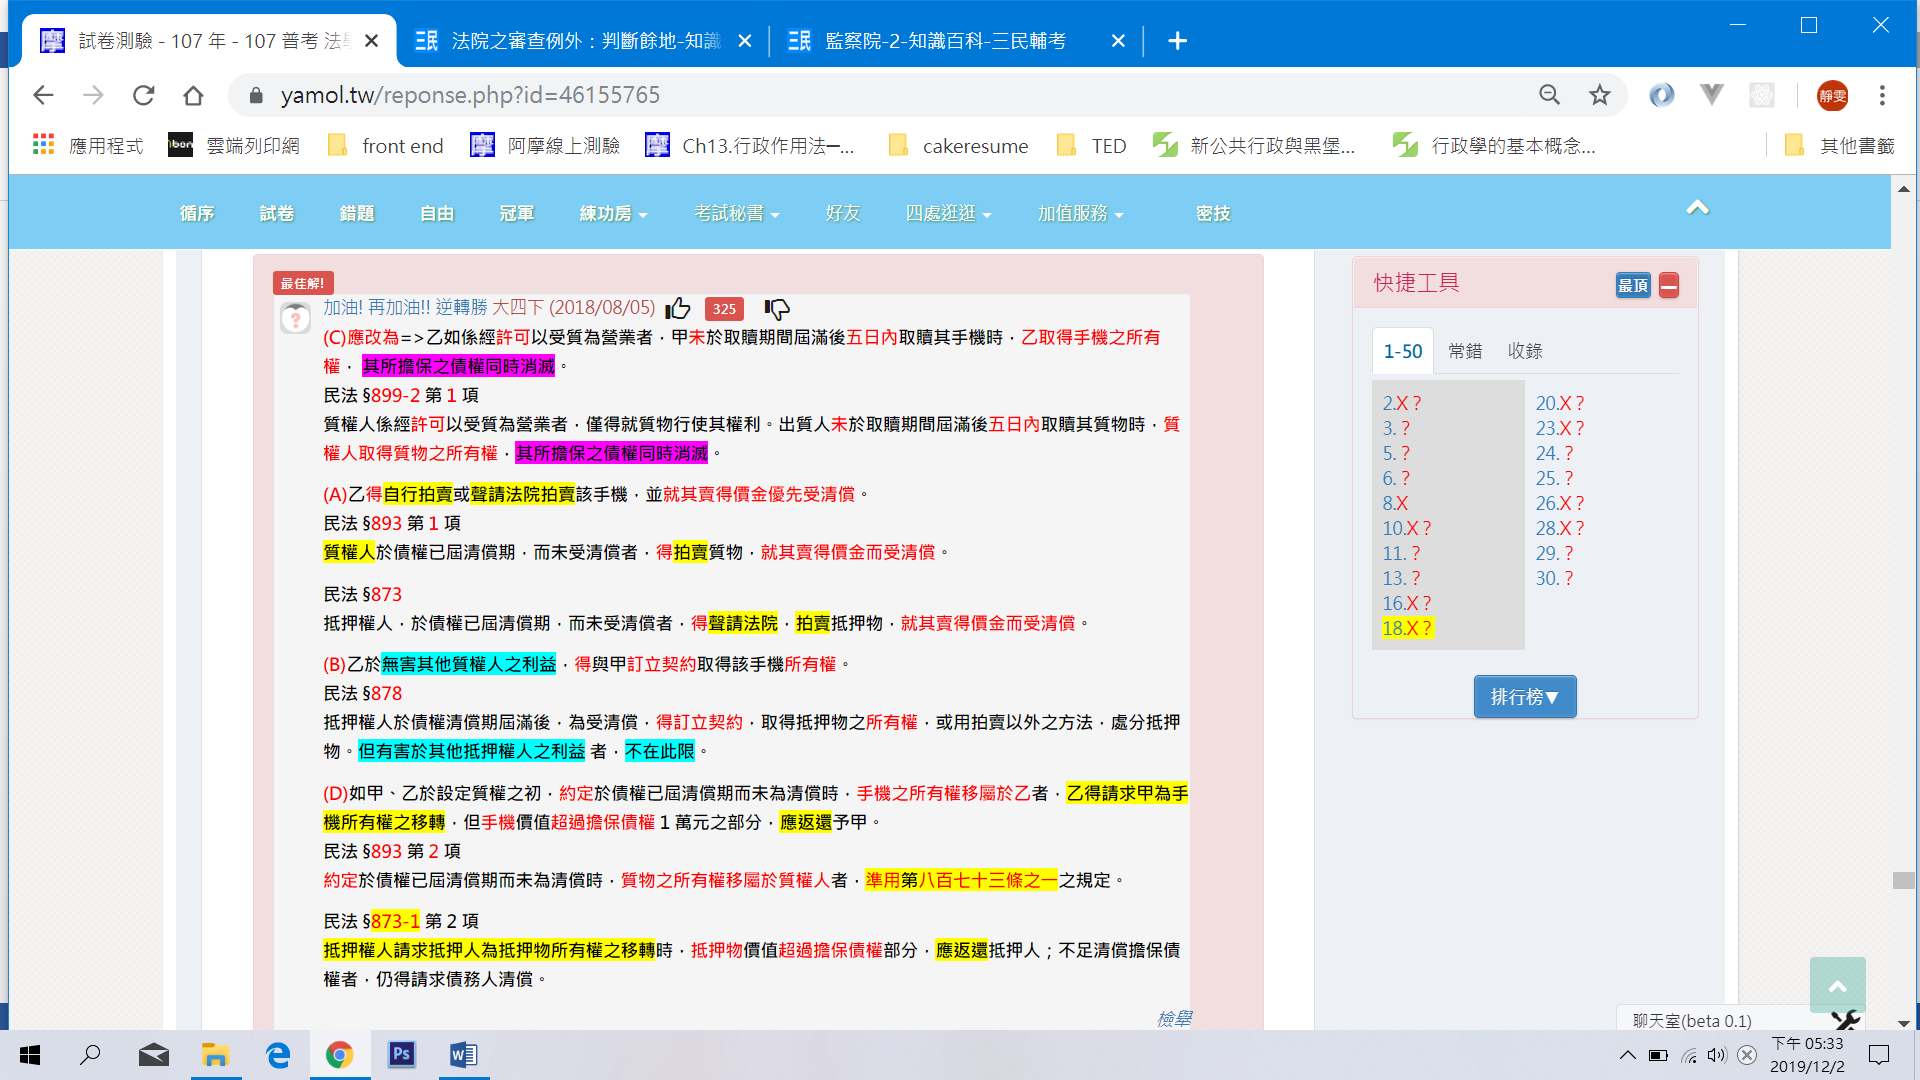 試卷測驗 - 107 年 - 107 普考 法學
法院之審查例外：判斷餘地-知識
監察院-2-知識百科-三民輔考
yamol.tw/reponse.php?id=46155765
靜雯
應用程式 ibon 雲端列印網 front end 阿摩線上測驗 Ch13.行政作用法—... cakeresume TED 新公共行政與黑堡... 行政學的基本概念... 其他書籤
循序 試卷 錯題 自由 冠軍 練功房 考試秘書 好友 四處逛逛 加值服務 密技
最佳解!
加油! 再加油!! 逆轉勝 大四下 (2018/08/05) 325
(C)應改為=>乙如係經許可以受質為營業者，甲未於取贖期間屆滿後五日內取贖其手機時，乙取得手機之所有
權， 其所擔保之債權同時消滅。
民法 §899-2 第 1 項
質權人係經許可以受質為營業者，僅得就質物行使其權利。出質人未於取贖期間屆滿後五日內取贖其質物時，質
權人取得質物之所有權，其所擔保之債權同時消滅。
(A)乙得自行拍賣或聲請法院拍賣該手機，並就其賣得價金優先受清償。
民法 §893 第 1 項
質權人於債權已屆清償期，而未受清償者，得拍賣質物，就其賣得價金而受清償。
民法 §873
抵押權人，於債權已屆清償期，而未受清償者，得聲請法院，拍賣抵押物，就其賣得價金而受清償。
(B)乙於無害其他質權人之利益，得與甲訂立契約取得該手機所有權。
民法 §878
抵押權人於債權清償期屆滿後，為受清償，得訂立契約，取得抵押物之所有權，或用拍賣以外之方法，處分抵押
物。但有害於其他抵押權人之利益 者，不在此限。
(D)如甲、乙於設定質權之初，約定於債權已屆清償期而未為清償時，手機之所有權移屬於乙者，乙得請求甲為手
機所有權之移轉，但手機價值超過擔保債權 1 萬元之部分，應返還予甲。
民法 §893 第 2 項
約定於債權已屆清償期而未為清償時，質物之所有權移屬於質權人者，準用第八百七十三條之一之規定。
民法 §873-1 第 2 項
抵押權人請求抵押人為抵押物所有權之移轉時，抵押物價值超過擔保債權部分，應返還抵押人；不足清償擔保債
權者，仍得請求債務人清償。
檢舉
快捷工具 最頂
1-50 常錯 收錄
2.X ?
3. ?
5. ?
6. ?
8.X
10.X ?
11. ?
13. ?
16.X ?
18.X ?
20.X ?
23.X ?
24. ?
25. ?
26.X ?
28.X ?
29. ?
30. ?
排行榜▼
聊天室(beta 0.1)
Ps
下午 05:33
2019/12/2